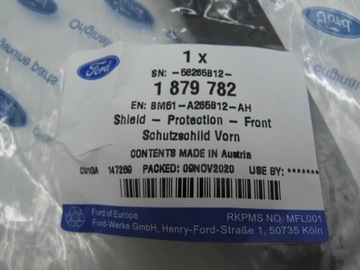 Ford
1 x
SN: -56265B12-
1 879 782
EN: BM51-A265B12-AH
Shield - Protection - Front
Schutzschild Vorn
CONTENTS MADE IN Austria
147269 PACKED: 09NOV2020 USE BY: -------
Ford of Europe
Ford-Werke GmbH, Henry-Ford-Straße 1, 50735 Köln
RKPMS NO. MFL001